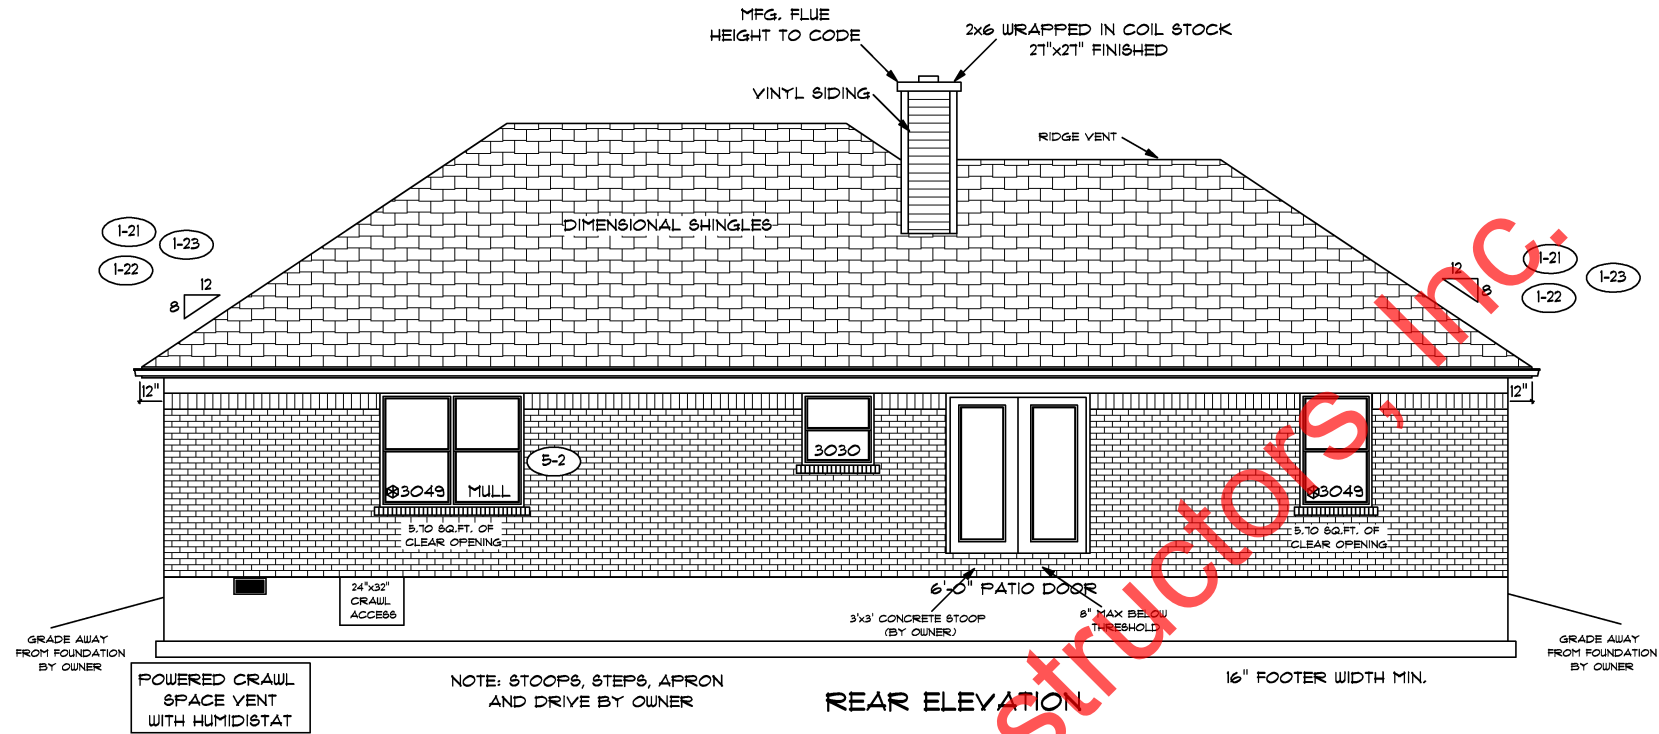 MFG. FLUE
HEIGHT TO CODE
2x6 WRAPPED IN COIL STOCK
27"x27" FINISHED
VINYL SIDING
RIDGE VENT
DIMENSIONAL SHINGLES
1-21
1-23
1-22
12
8
12
8
1-21
1-23
1-22
12"
12"
3049
MULL
5-2
3030
3049
5.70 SQ.FT. OF
CLEAR OPENING
5.70 SQ.FT. OF
CLEAR OPENING
24"x32"
CRAWL
ACCESS
6'-0" PATIO DOOR
3'x3' CONCRETE STOOP
(BY OWNER)
8" MAX BELOW
THRESHOLD
GRADE AWAY
FROM FOUNDATION
BY OWNER
GRADE AWAY
FROM FOUNDATION
BY OWNER
POWERED CRAWL
SPACE VENT
WITH HUMIDISTAT
NOTE: STOOPS, STEPS, APRON
AND DRIVE BY OWNER
REAR ELEVATION
16" FOOTER WIDTH MIN.
structors, Inc.